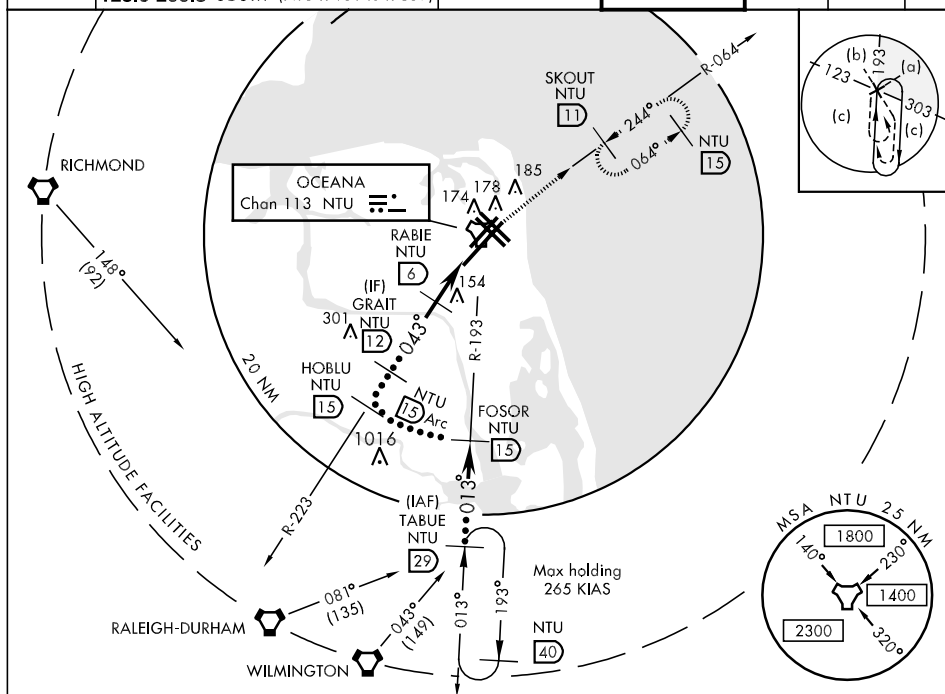 R-064
SKOUT
NTU
11
244°
064°
NTU
15
(b)
193
(a)
123
303
(c)
(c)
RICHMOND
148°
(92)
OCEANA
Chan 113 NTU
174
178
185
RABIE
NTU
6
154
(IF)
GRAIT
NTU
12
301
043°
R-193
20 NM
HOBLU
NTU
15
NTU
15 Arc
FOSOR
NTU
15
1016
R-223
013°
HIGH ALTITUDE FACILITIES
(IAF)
TABUE
NTU
29
Max holding
265 KIAS
013°
193°
NTU
40
RALEIGH-DURHAM
081°
(135)
WILMINGTON
043°
(149)
MSA NTU 25 NM
1800
140°
230°
1400
2300
320°